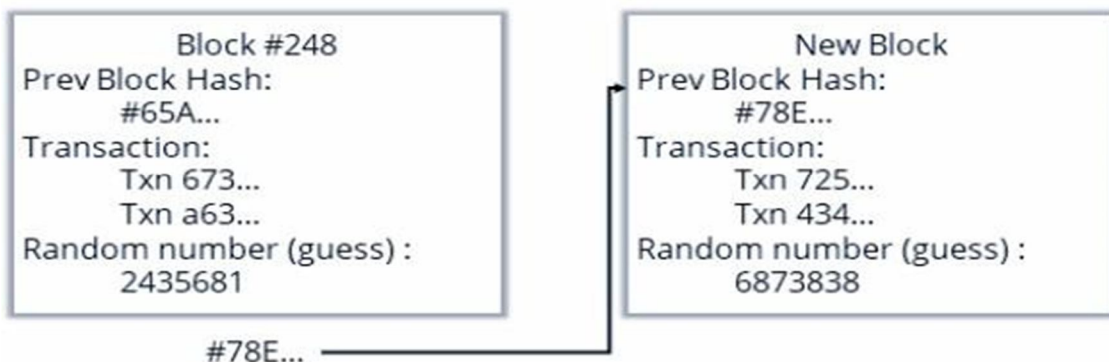 Block #248
Prev Block Hash:
#65A...
Transaction:
Txn 673...
Txn a63...
Random number (guess) :
2435681
#78E...
New Block
Prev Block Hash:
#78E...
Transaction:
Txn 725...
Txn 434...
Random number (guess) :
6873838